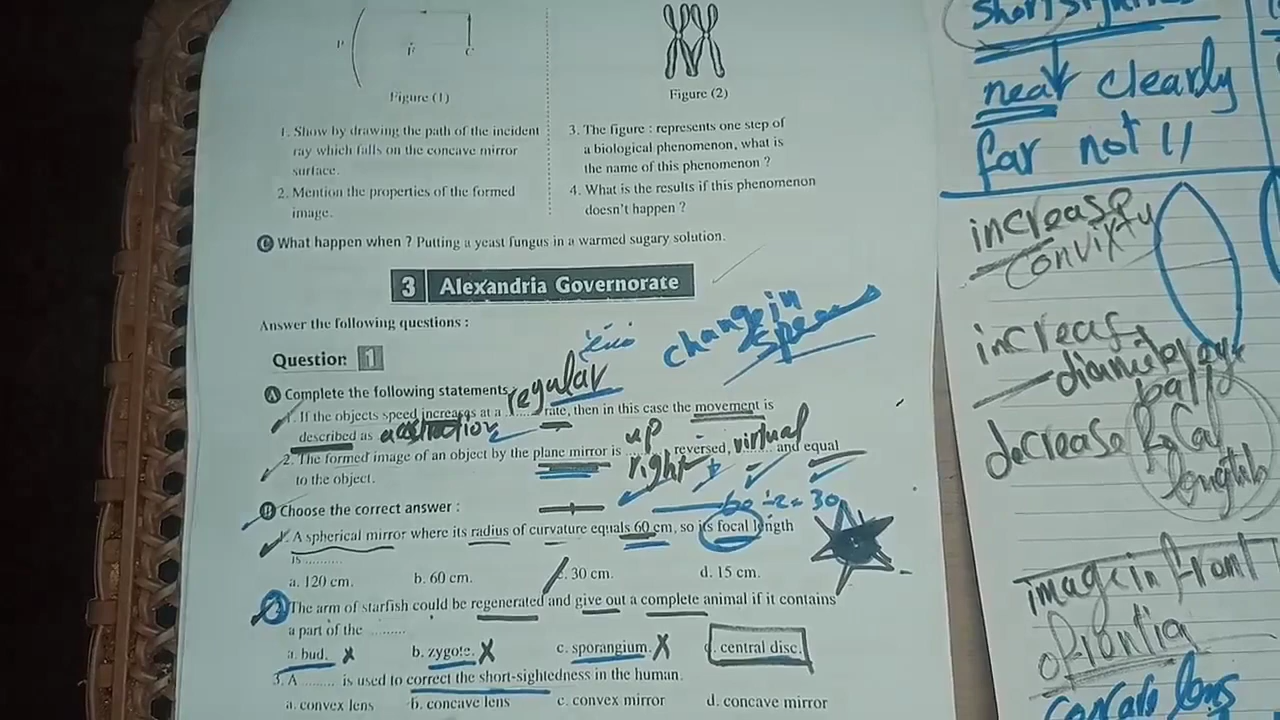 P
F
C
Figure (1)
Figure (2)
1. Show by drawing the path of the incident
ray which falls on the concave mirror
surface.
2. Mention the properties of the formed
image.
3. The figure : represents one step of
a biological phenomenon, what is
the name of this phenomenon ?
4. What is the results if this phenomenon
doesn't happen ?
C What happen when ? Putting a yeast fungus in a warmed sugary solution.
3 Alexandria Governorate
Answer the following questions :
change in
Question 1
A Complete the following statements :
regular
1. If the objects speed increases at a ........ rate, then in this case the movement is
described as
up
right
virtual
2. The formed image of an object by the plane mirror is ........ reversed, ........ and equal
to the object.
B Choose the correct answer :
60 ÷ 2 = 30
1. A spherical mirror where its radius of curvature equals 60 cm, so its focal length
is ..........
a. 120 cm. b. 60 cm. c. 30 cm. d. 15 cm.
2. The arm of starfish could be regenerated and give out a complete animal if it contains
a part of the .........
a. bud. b. zygote. c. sporangium. d. central disc.
3. A ........ is used to correct the short-sightedness in the human.
a. convex lens b. concave lens c. convex mirror d. concave mirror
near clearly
far not
increase
convixty
decrease focal
length
image in front
lens